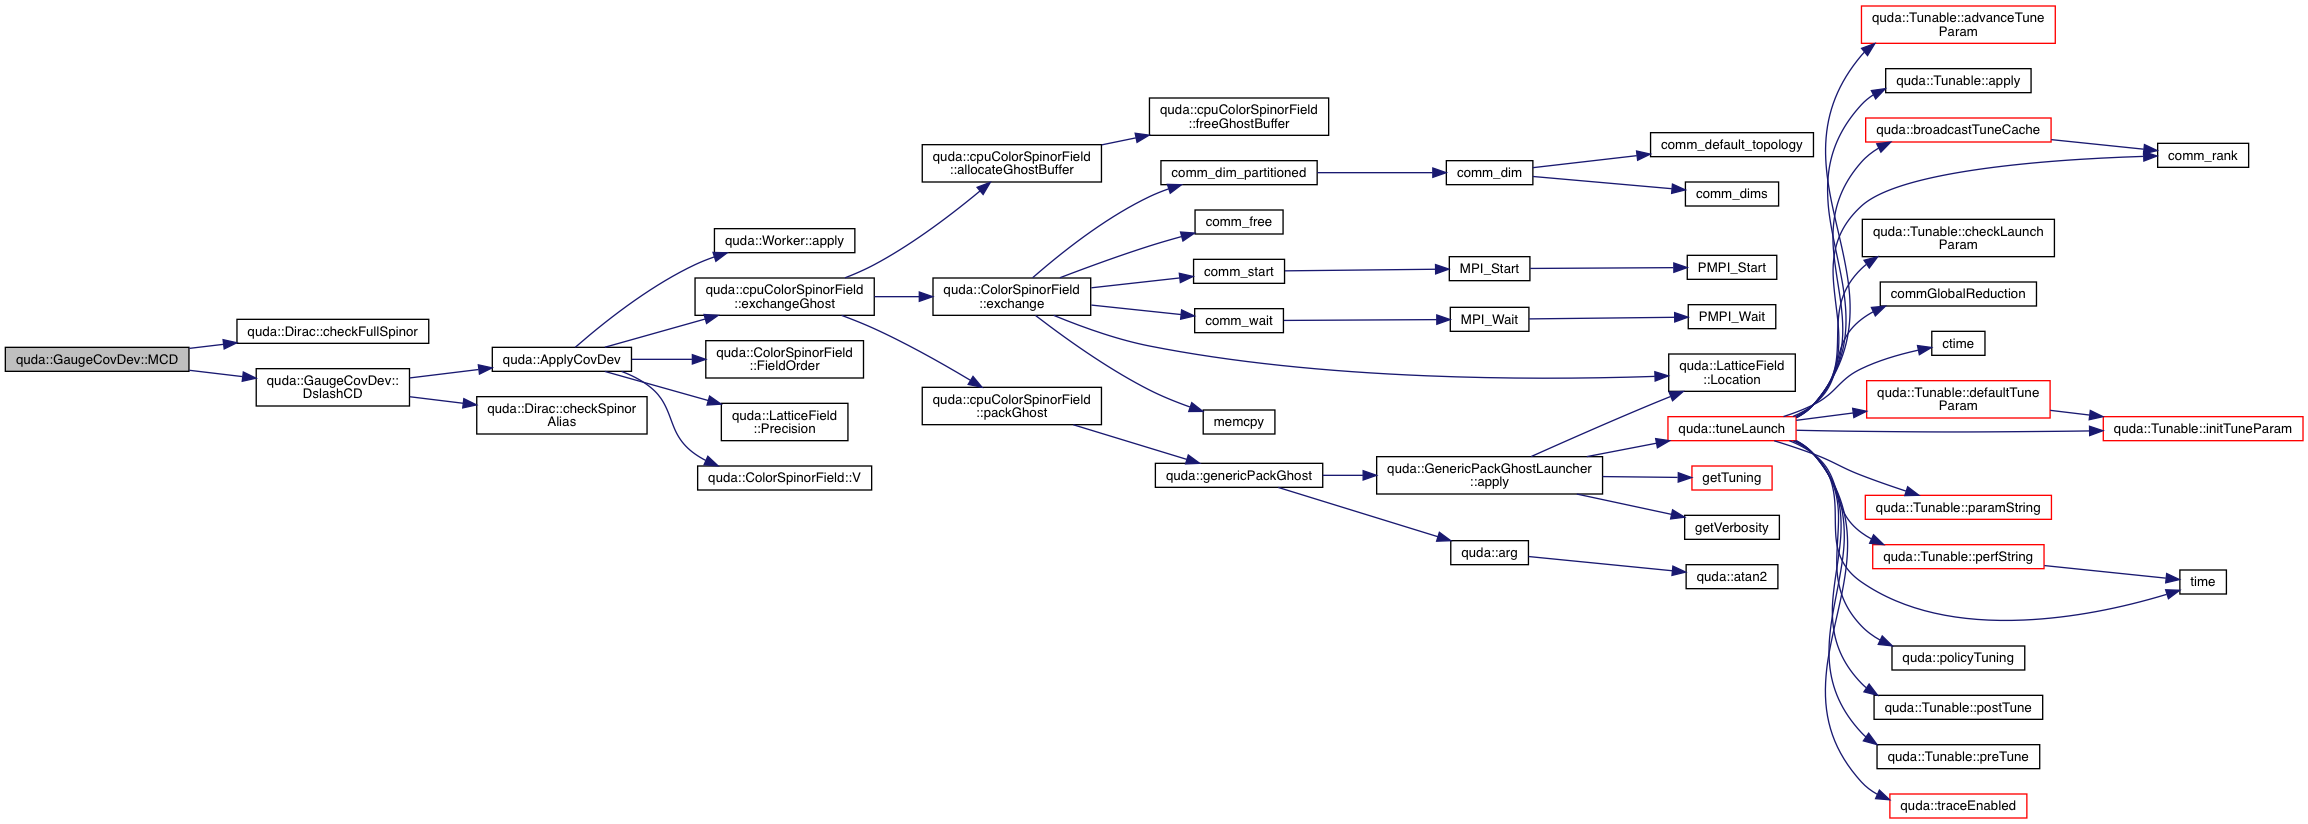 quda::GaugeCovDev::MCD
quda::Dirac::checkFullSpinor
quda::GaugeCovDev::
DslashCD
quda::ApplyCovDev
quda::Dirac::checkSpinor
Alias
quda::Worker::apply
quda::cpuColorSpinorField
::exchangeGhost
quda::ColorSpinorField
::FieldOrder
quda::LatticeField
::Precision
quda::ColorSpinorField::V
quda::cpuColorSpinorField
::allocateGhostBuffer
quda::ColorSpinorField
::exchange
quda::cpuColorSpinorField
::packGhost
quda::cpuColorSpinorField
::freeGhostBuffer
comm_dim_partitioned
comm_free
comm_start
comm_wait
memcpy
quda::genericPackGhost
comm_dim
MPI_Start
MPI_Wait
quda::GenericPackGhostLauncher
::apply
quda::arg
comm_default_topology
comm_dims
PMPI_Start
PMPI_Wait
quda::LatticeField
::Location
quda::tuneLaunch
getTuning
getVerbosity
quda::atan2
quda::Tunable::advanceTune
Param
quda::Tunable::apply
quda::broadcastTuneCache
quda::Tunable::checkLaunch
Param
commGlobalReduction
ctime
quda::Tunable::defaultTune
Param
quda::Tunable::paramString
quda::Tunable::perfString
quda::policyTuning
quda::Tunable::postTune
quda::Tunable::preTune
quda::traceEnabled
comm_rank
quda::Tunable::initTuneParam
time